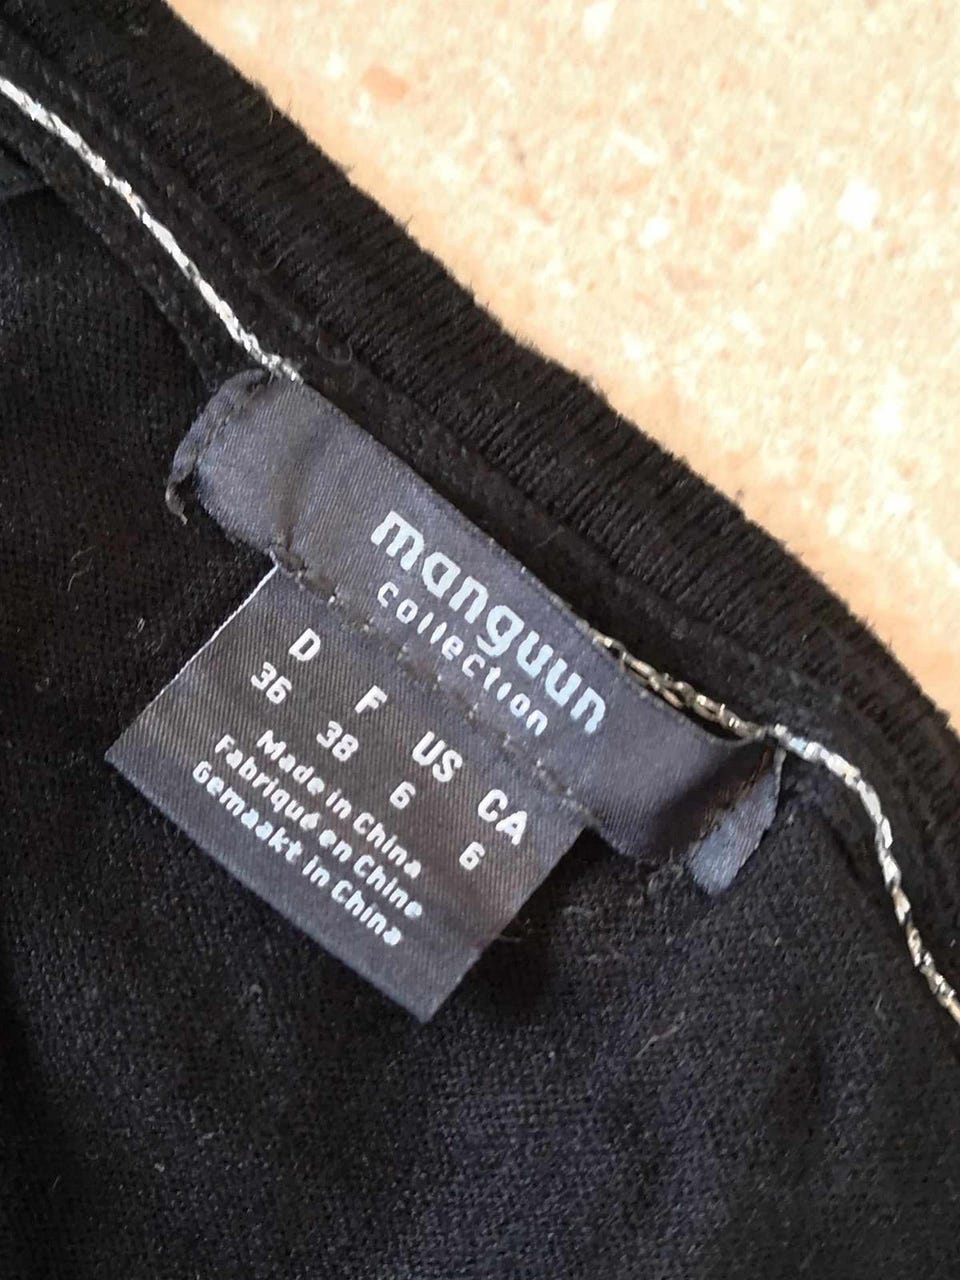 manguun
collection
D F US CA
36 38 6 6
Made in China
Fabriqué en Chine
Gemaakt in China